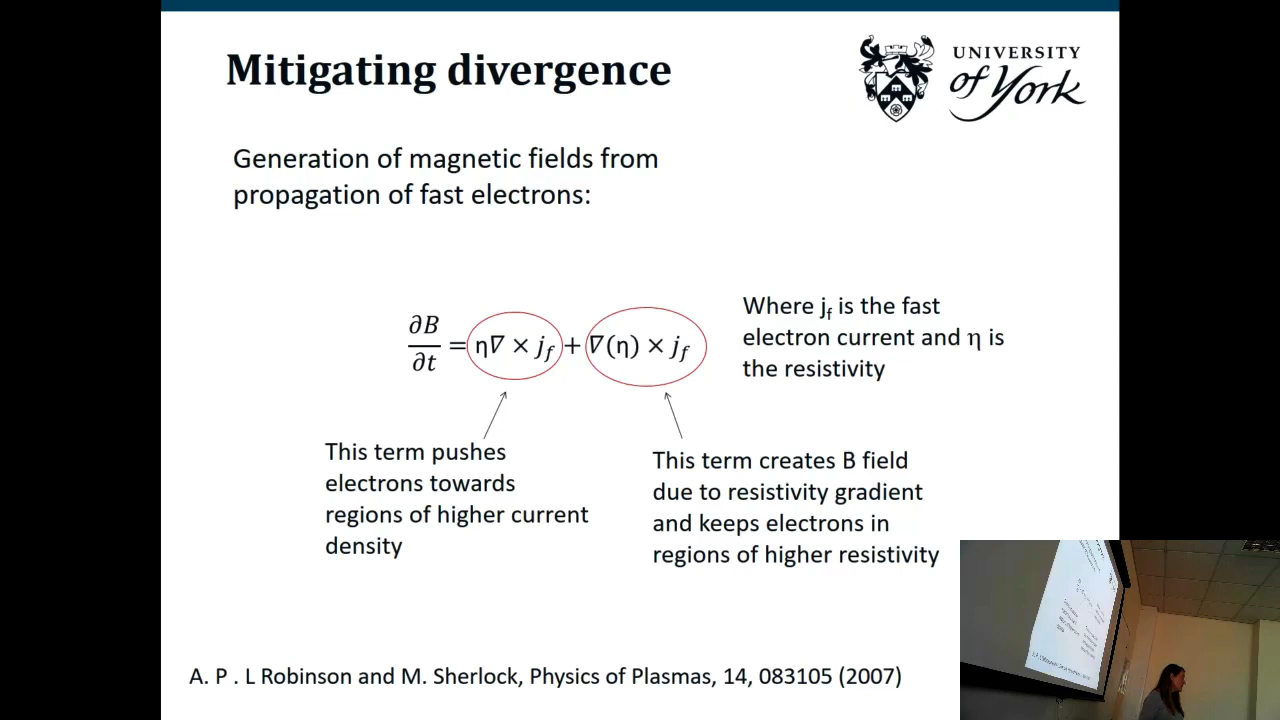 Mitigating divergence
UNIVERSITY
of York
Generation of magnetic fields from
propagation of fast electrons:
∂B/∂t = η∇ × j_f + ∇(η) × j_f
Where j_f is the fast
electron current and η is
the resistivity
This term pushes
electrons towards
regions of higher current
density
This term creates B field
due to resistivity gradient
and keeps electrons in
regions of higher resistivity
A. P . L Robinson and M. Sherlock, Physics of Plasmas, 14, 083105 (2007)